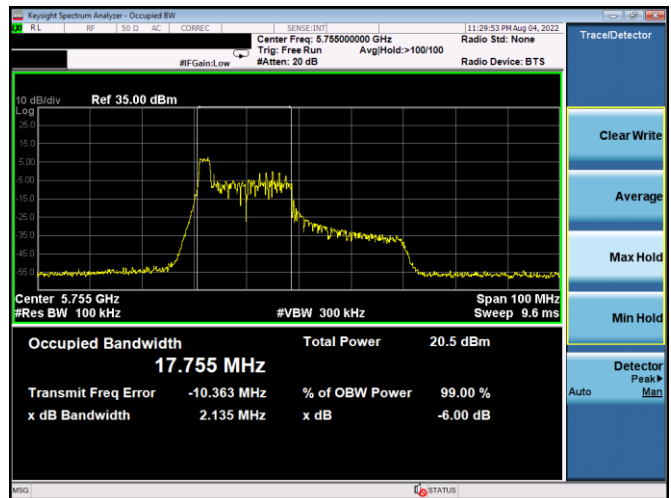 Keysight Spectrum Analyzer - Occupied BW
RL RF 50 Ω AC CORREC SENSE:INT 11:29:53 PM Aug 04, 2022
Center Freq: 5.755000000 GHz Radio Std: None
Trig: Free Run Avg|Hold:>100/100
#IFGain:Low #Atten: 20 dB Radio Device: BTS
Trace/Detector
10 dB/div Ref 35.00 dBm
Log
25.0
15.0
5.00
-5.00
-15.0
-25.0
-35.0
-45.0
-55.0
Center 5.755 GHz Span 100 MHz
#Res BW 100 kHz #VBW 300 kHz Sweep 9.6 ms
Occupied Bandwidth Total Power 20.5 dBm
17.755 MHz
Transmit Freq Error -10.363 MHz % of OBW Power 99.00 %
x dB Bandwidth 2.135 MHz x dB -6.00 dB
Clear Write
Average
Max Hold
Min Hold
Detector
Peak▶
Auto Man
MSG STATUS